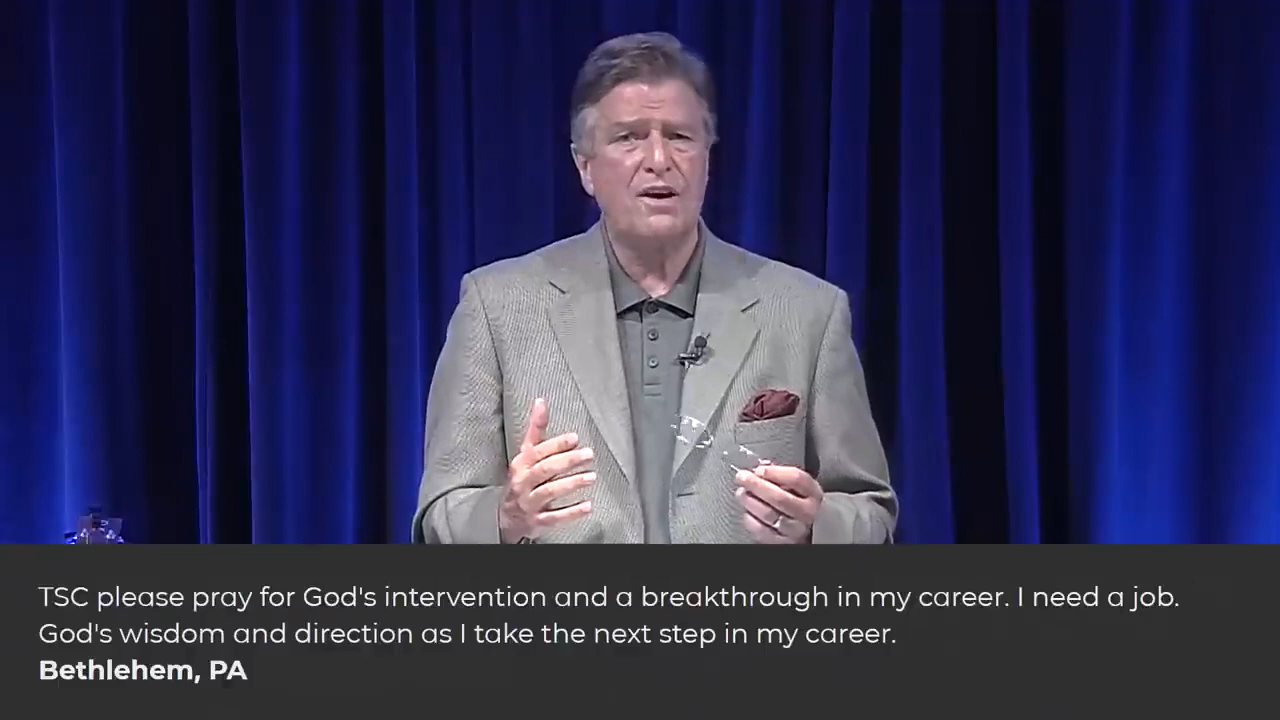 TSC please pray for God's intervention and a breakthrough in my career. I need a job.
God's wisdom and direction as I take the next step in my career.
Bethlehem, PA